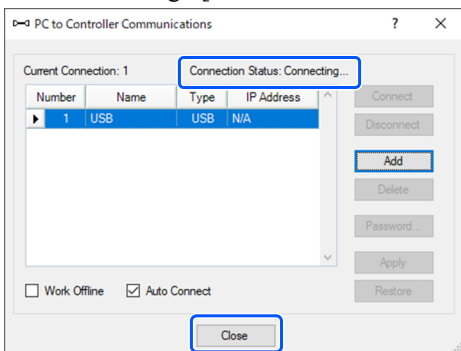 PC to Controller Communications ? ×
Current Connection: 1 Connection Status: Connecting...
Number Name Type IP Address Connect
1 USB USB N/A Disconnect
Add
Delete
Password...
Apply
Work Offline Auto Connect Restore
Close